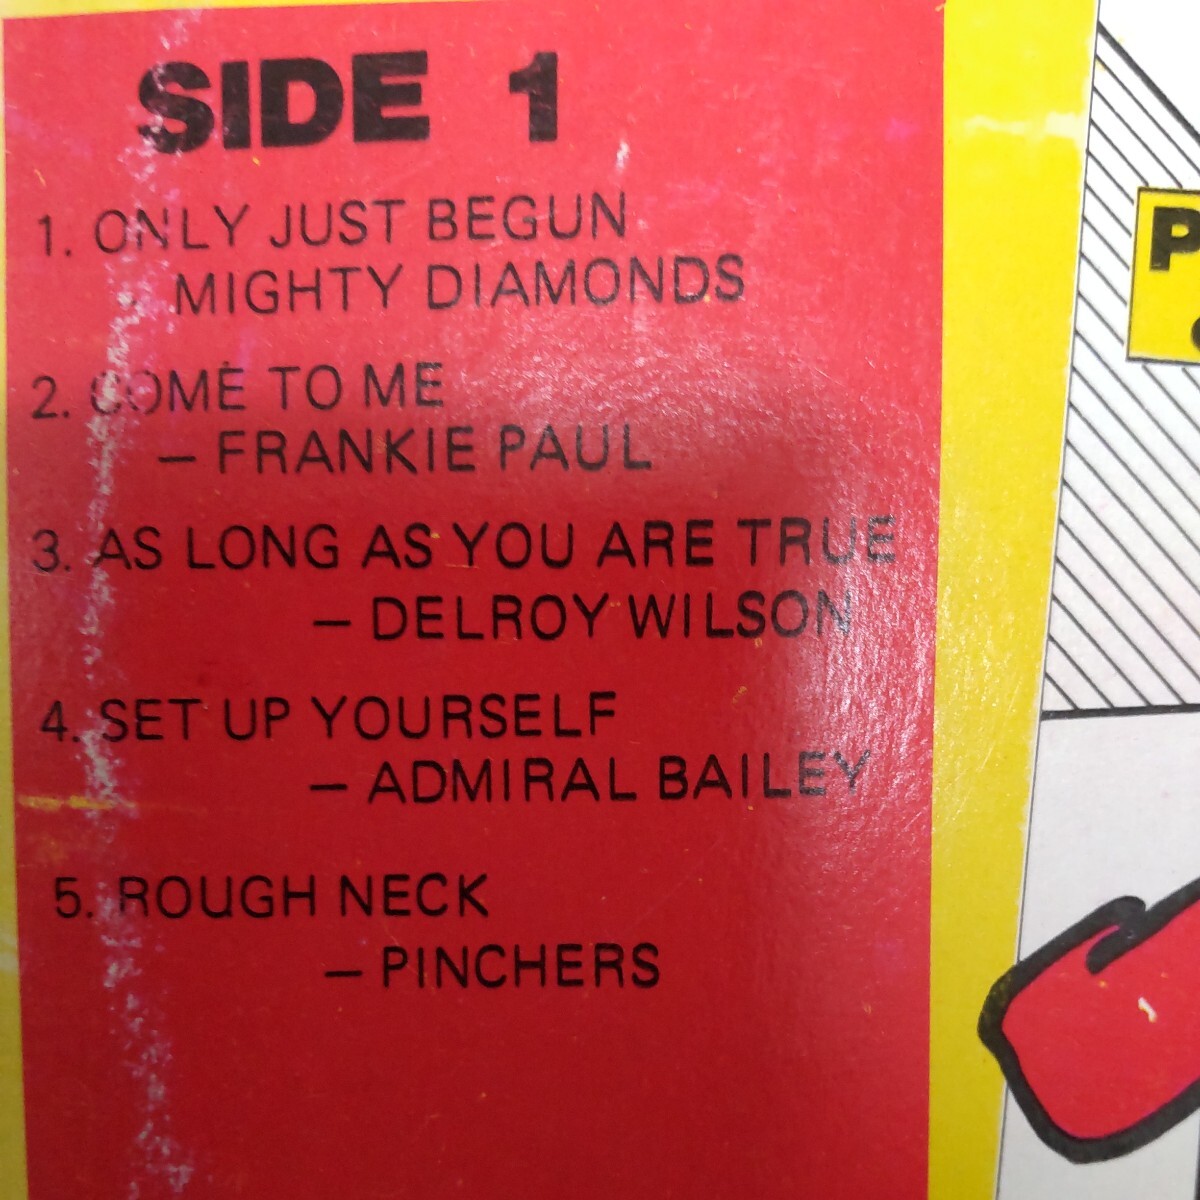 SIDE 1
1. ONLY JUST BEGUN
MIGHTY DIAMONDS
2. COME TO ME
— FRANKIE PAUL
3. AS LONG AS YOU ARE TRUE
— DELROY WILSON
4. SET UP YOURSELF
— ADMIRAL BAILEY
5. ROUGH NECK
— PINCHERS